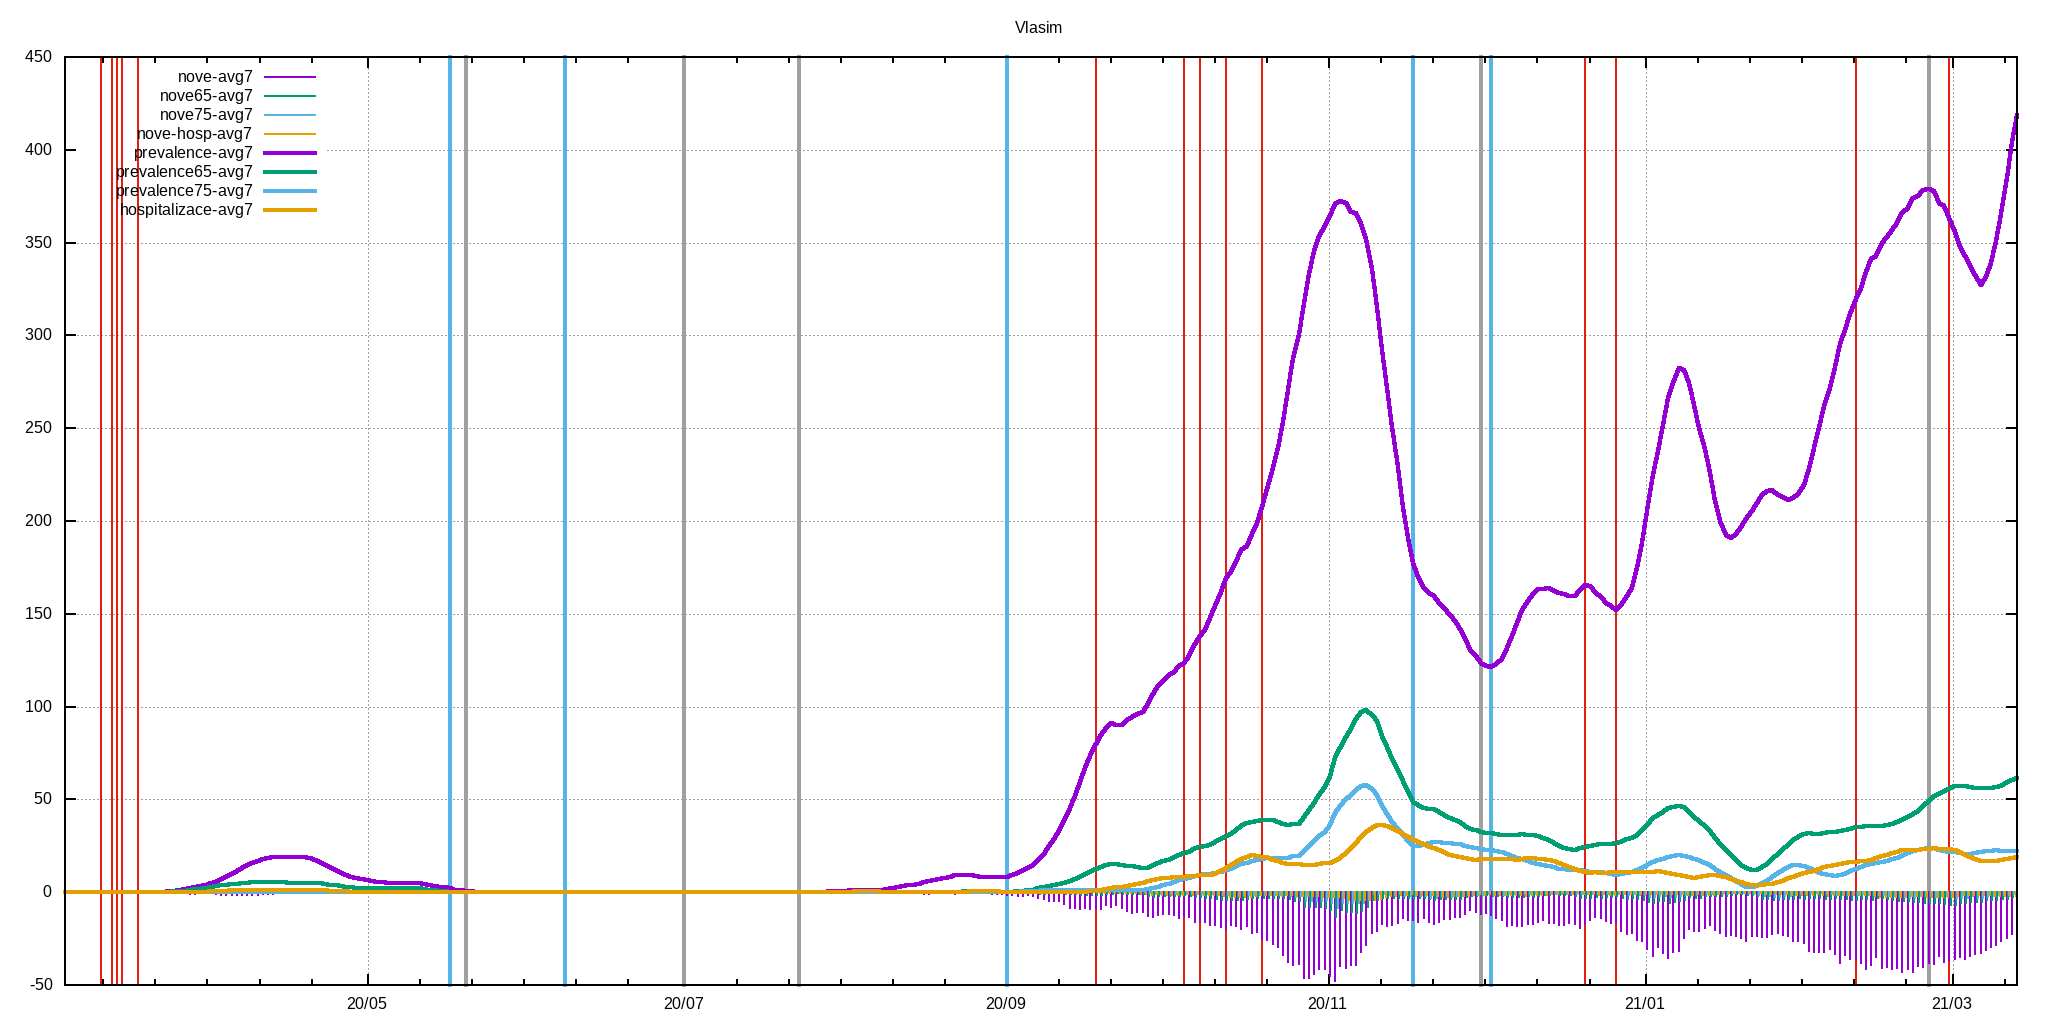 Vlasim
450
400
350
300
250
200
150
100
50
0
-50
nove-avg7
nove65-avg7
nove75-avg7
nove-hosp-avg7
prevalence-avg7
prevalence65-avg7
prevalence75-avg7
hospitalizace-avg7
20/05 20/07 20/09 20/11 21/01 21/03